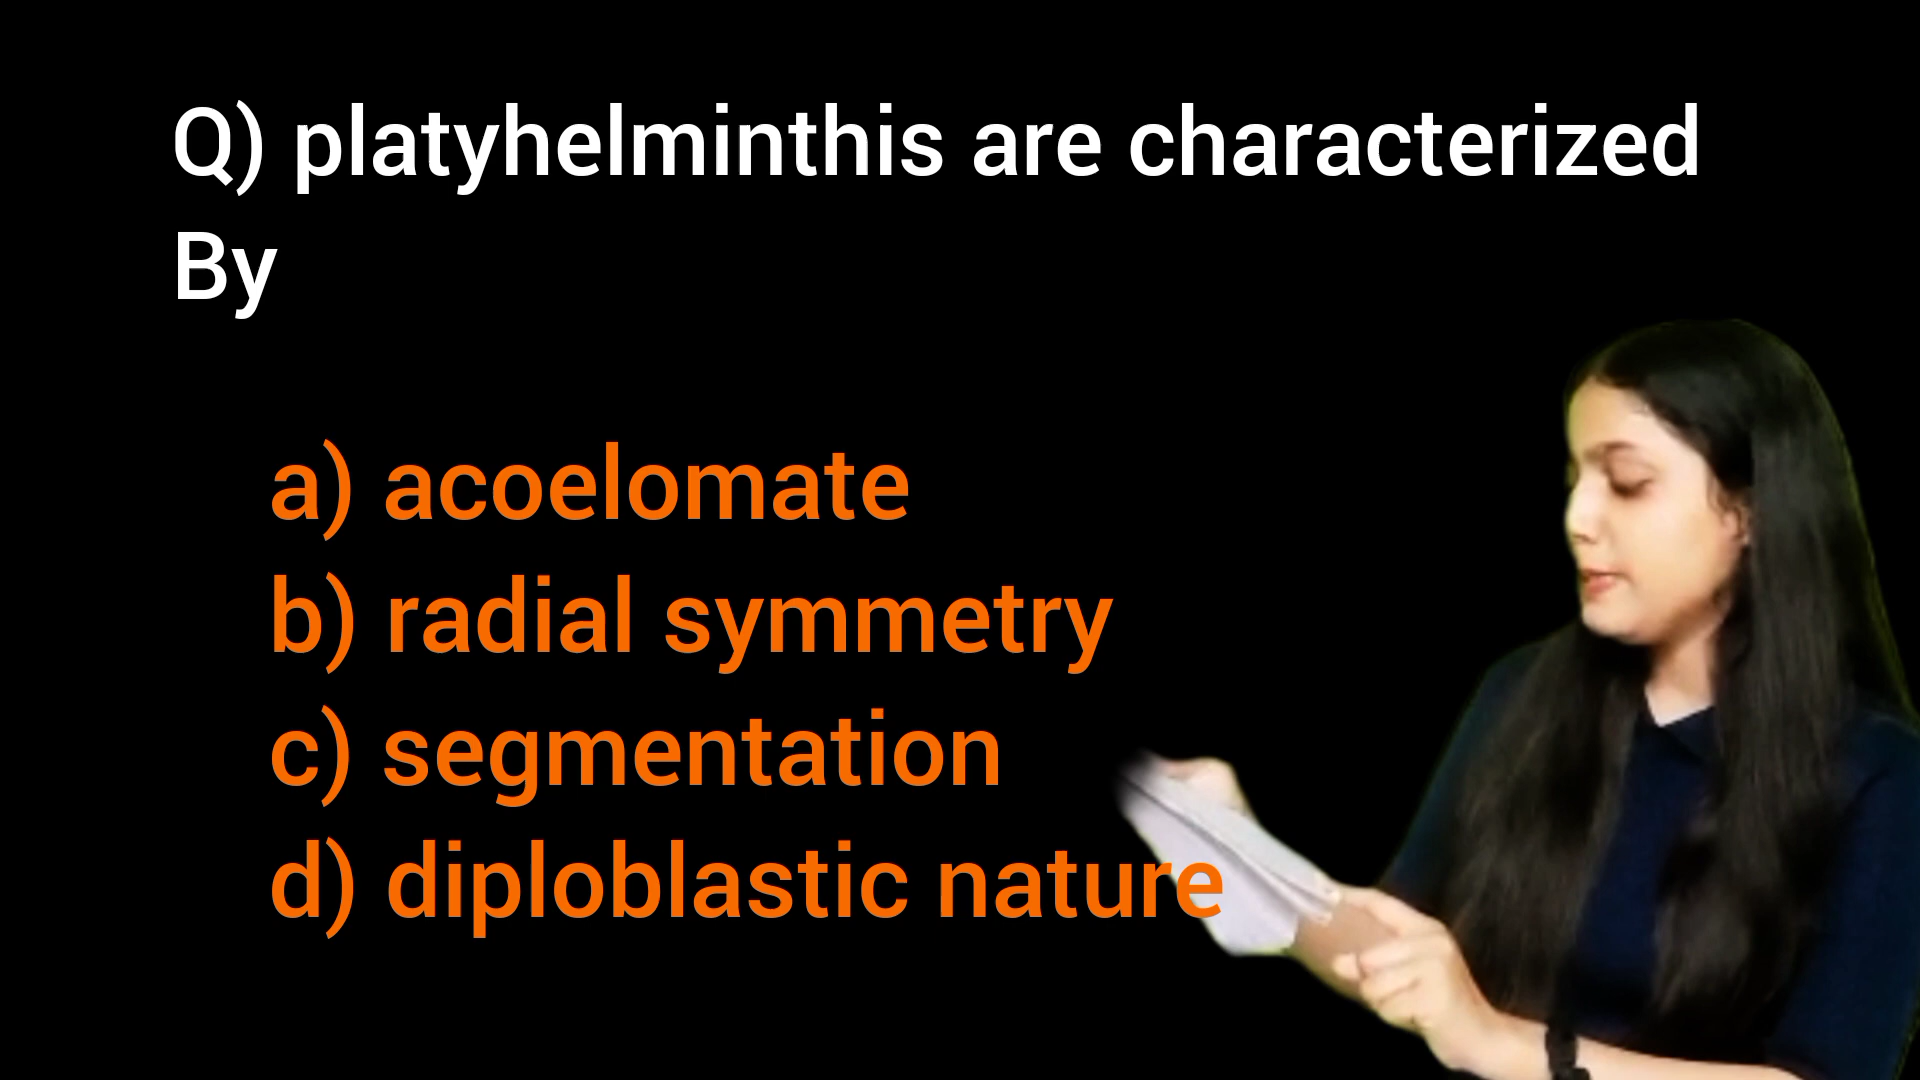 Q) platyhelminthis are characterized
By
a) acoelomate
b) radial symmetry
c) segmentation
d) diploblastic nature